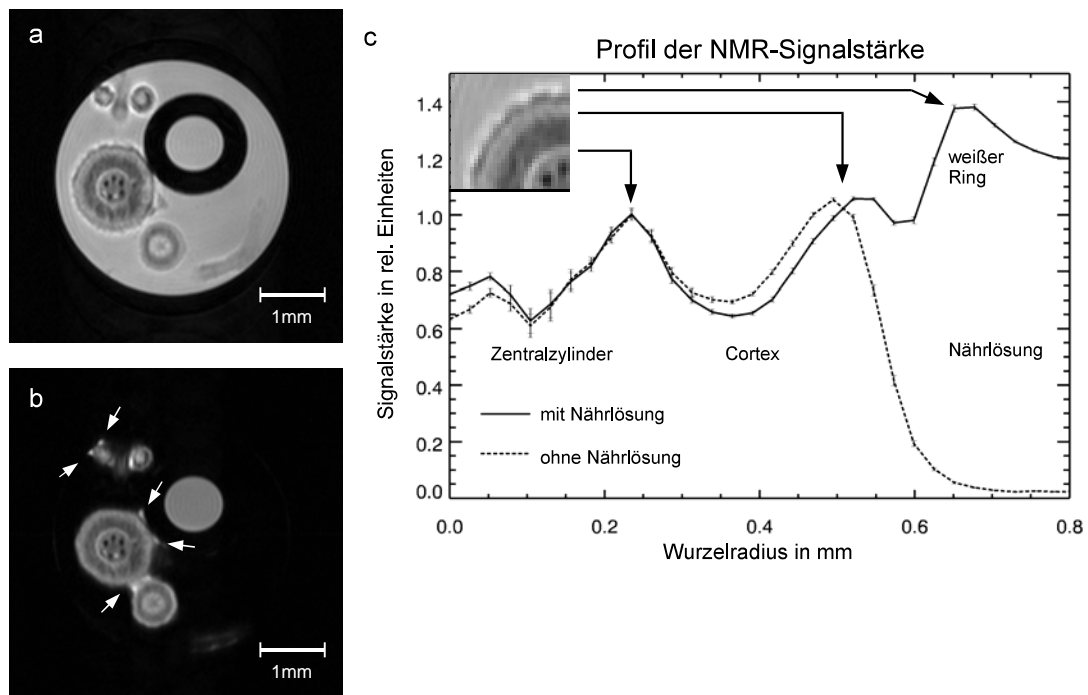 a
1mm
b
1mm
c
Profil der NMR-Signalstärke
Signalstärke in rel. Einheiten
1.4
1.2
1.0
0.8
0.6
0.4
0.2
0.0
weißer
Ring
Zentralzylinder
Cortex
Nährlösung
mit Nährlösung
ohne Nährlösung
0.0
0.2
0.4
0.6
0.8
Wurzelradius in mm